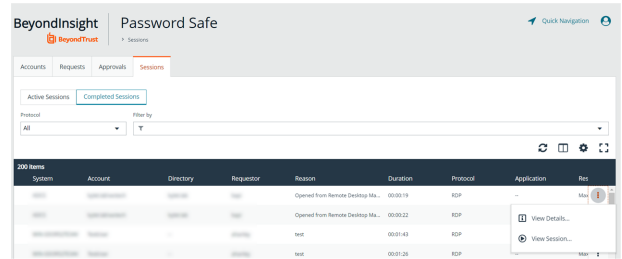 BeyondInsight
BeyondTrust
Password Safe
Sessions
Quick Navigation
Accounts Requests Approvals Sessions
Active Sessions Completed Sessions
Protocol Filter by
All
200 items
System Account Directory Requestor Reason Duration Protocol Application Res
Opened from Remote Desktop Ma... 00:00:19 RDP -- Max
Opened from Remote Desktop Ma... 00:00:22 RDP
View Details...
test 00:01:43 RDP
View Session...
test 00:01:26 RDP -- Max